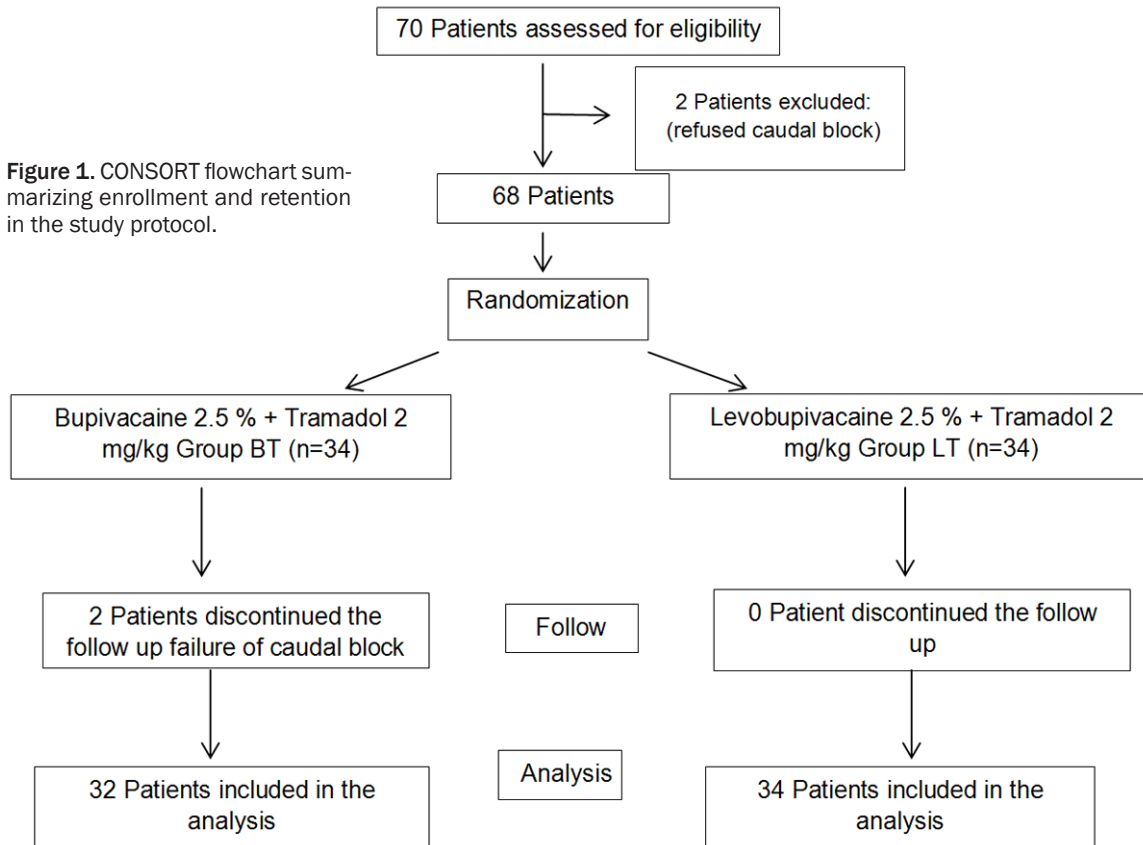 70 Patients assessed for eligibility
2 Patients excluded:
(refused caudal block)
Figure 1. CONSORT flowchart sum-
marizing enrollment and retention
in the study protocol.
68 Patients
Randomization
Bupivacaine 2.5 % + Tramadol 2
mg/kg Group BT (n=34)
Levobupivacaine 2.5 % + Tramadol 2
mg/kg Group LT (n=34)
2 Patients discontinued the
follow up failure of caudal block
Follow
0 Patient discontinued the follow
up
32 Patients included in the
analysis
Analysis
34 Patients included in the
analysis